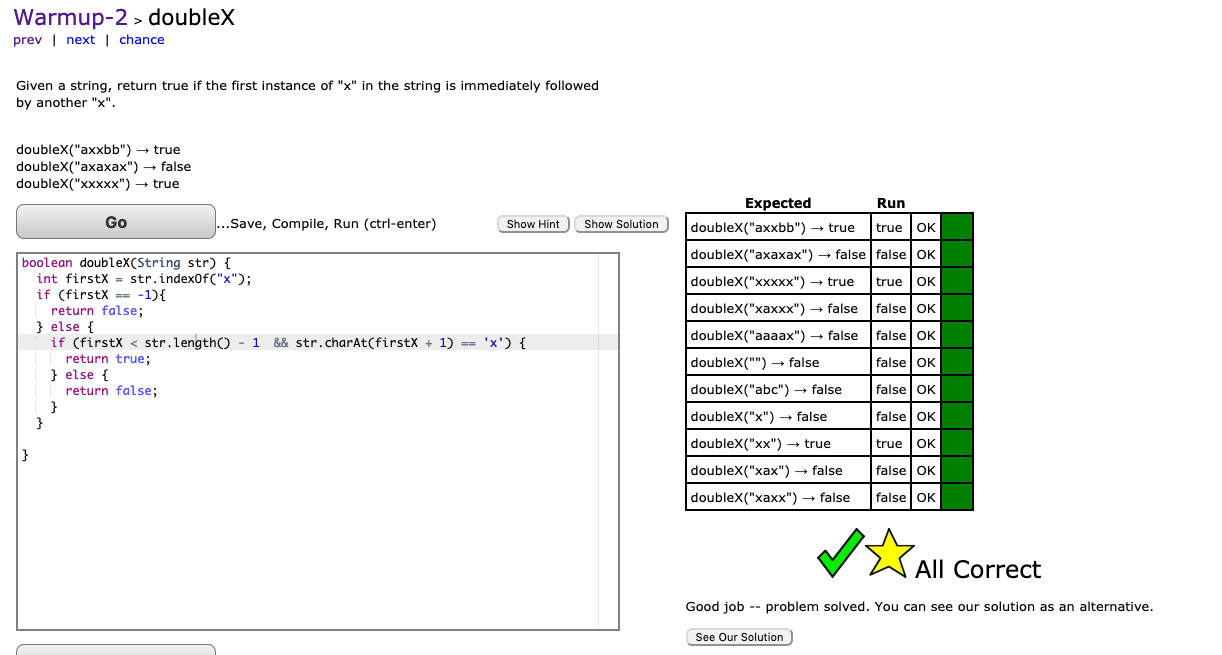 Warmup-2 > doubleX
prev | next | chance
Given a string, return true if the first instance of "x" in the string is immediately followed
by another "x".
doubleX("axxbb") → true
doubleX("axaxax") → false
doubleX("xxxxx") → true
Go ...Save, Compile, Run (ctrl-enter) Show Hint Show Solution
boolean doubleX(String str) {
  int firstX = str.indexOf("x");
  if (firstX == -1){
    return false;
  } else {
    if (firstX < str.length() - 1  && str.charAt(firstX + 1) == 'x') {
      return true;
    } else {
      return false;
    }
  }
}
Expected Run
doubleX("axxbb") → true true OK
doubleX("axaxax") → false false OK
doubleX("xxxxx") → true true OK
doubleX("xaxxx") → false false OK
doubleX("aaaax") → false false OK
doubleX("") → false false OK
doubleX("abc") → false false OK
doubleX("x") → false false OK
doubleX("xx") → true true OK
doubleX("xax") → false false OK
doubleX("xaxx") → false false OK
All Correct
Good job -- problem solved. You can see our solution as an alternative.
See Our Solution